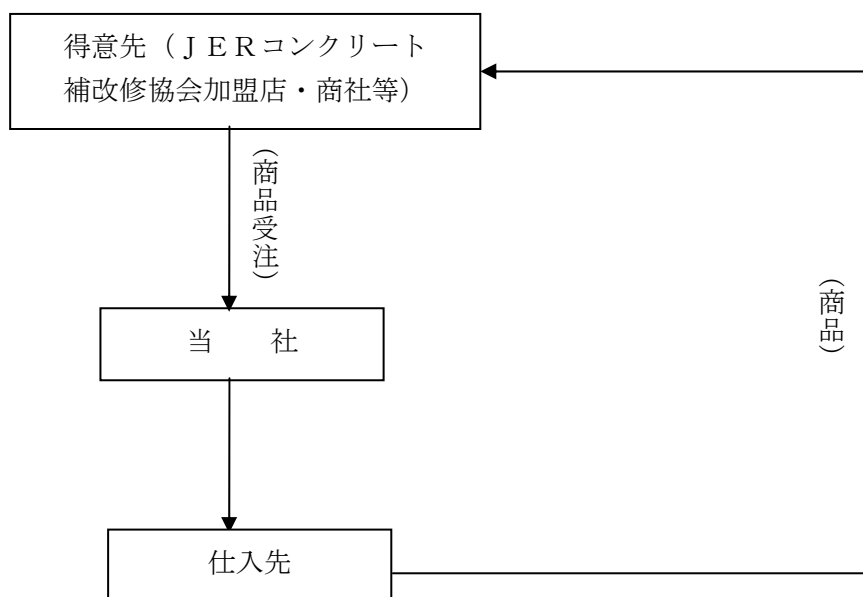 得意先（ＪＥＲコンクリート
補改修協会加盟店・商社等）
（商品受注）
（商品）
当　　社
仕入先